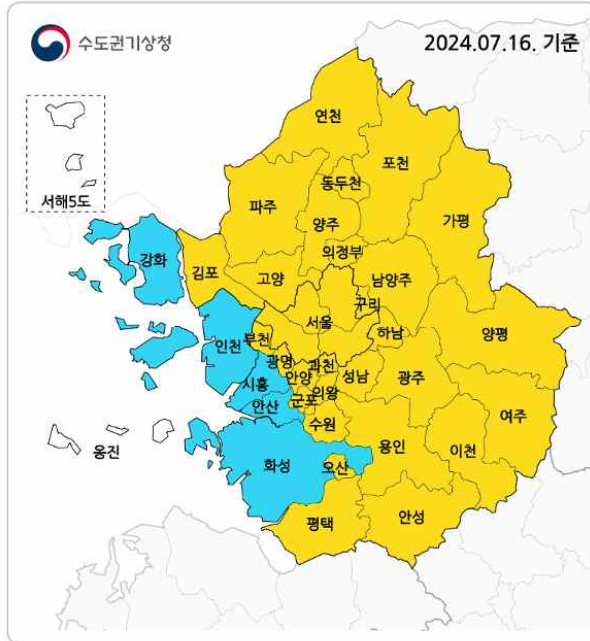 수도권기상청
2024.07.16. 기준
서해5도
연천
포천
동두천
파주
양주
가평
의정부
강화
김포
고양
남양주
구리
서울
하남
양평
인천
부천
광명
과천
안양
성남
광주
시흥
의왕
군포
안산
여주
수원
옹진
용인
이천
화성
오산
평택
안성